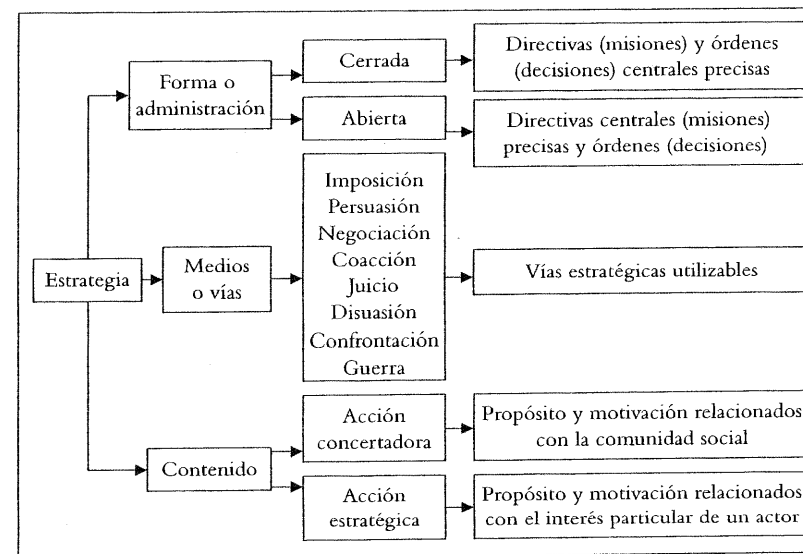 Estrategia
Forma o
administración
Cerrada
Directivas (misiones) y órdenes
(decisiones) centrales precisas
Abierta
Directivas centrales (misiones)
precisas y órdenes (decisiones)
Medios
o vías
Imposición
Persuasión
Negociación
Coacción
Juicio
Disuasión
Confrontación
Guerra
Vías estratégicas utilizables
Contenido
Acción
concertadora
Propósito y motivación relacionados
con la comunidad social
Acción
estratégica
Propósito y motivación relacionados
con el interés particular de un actor